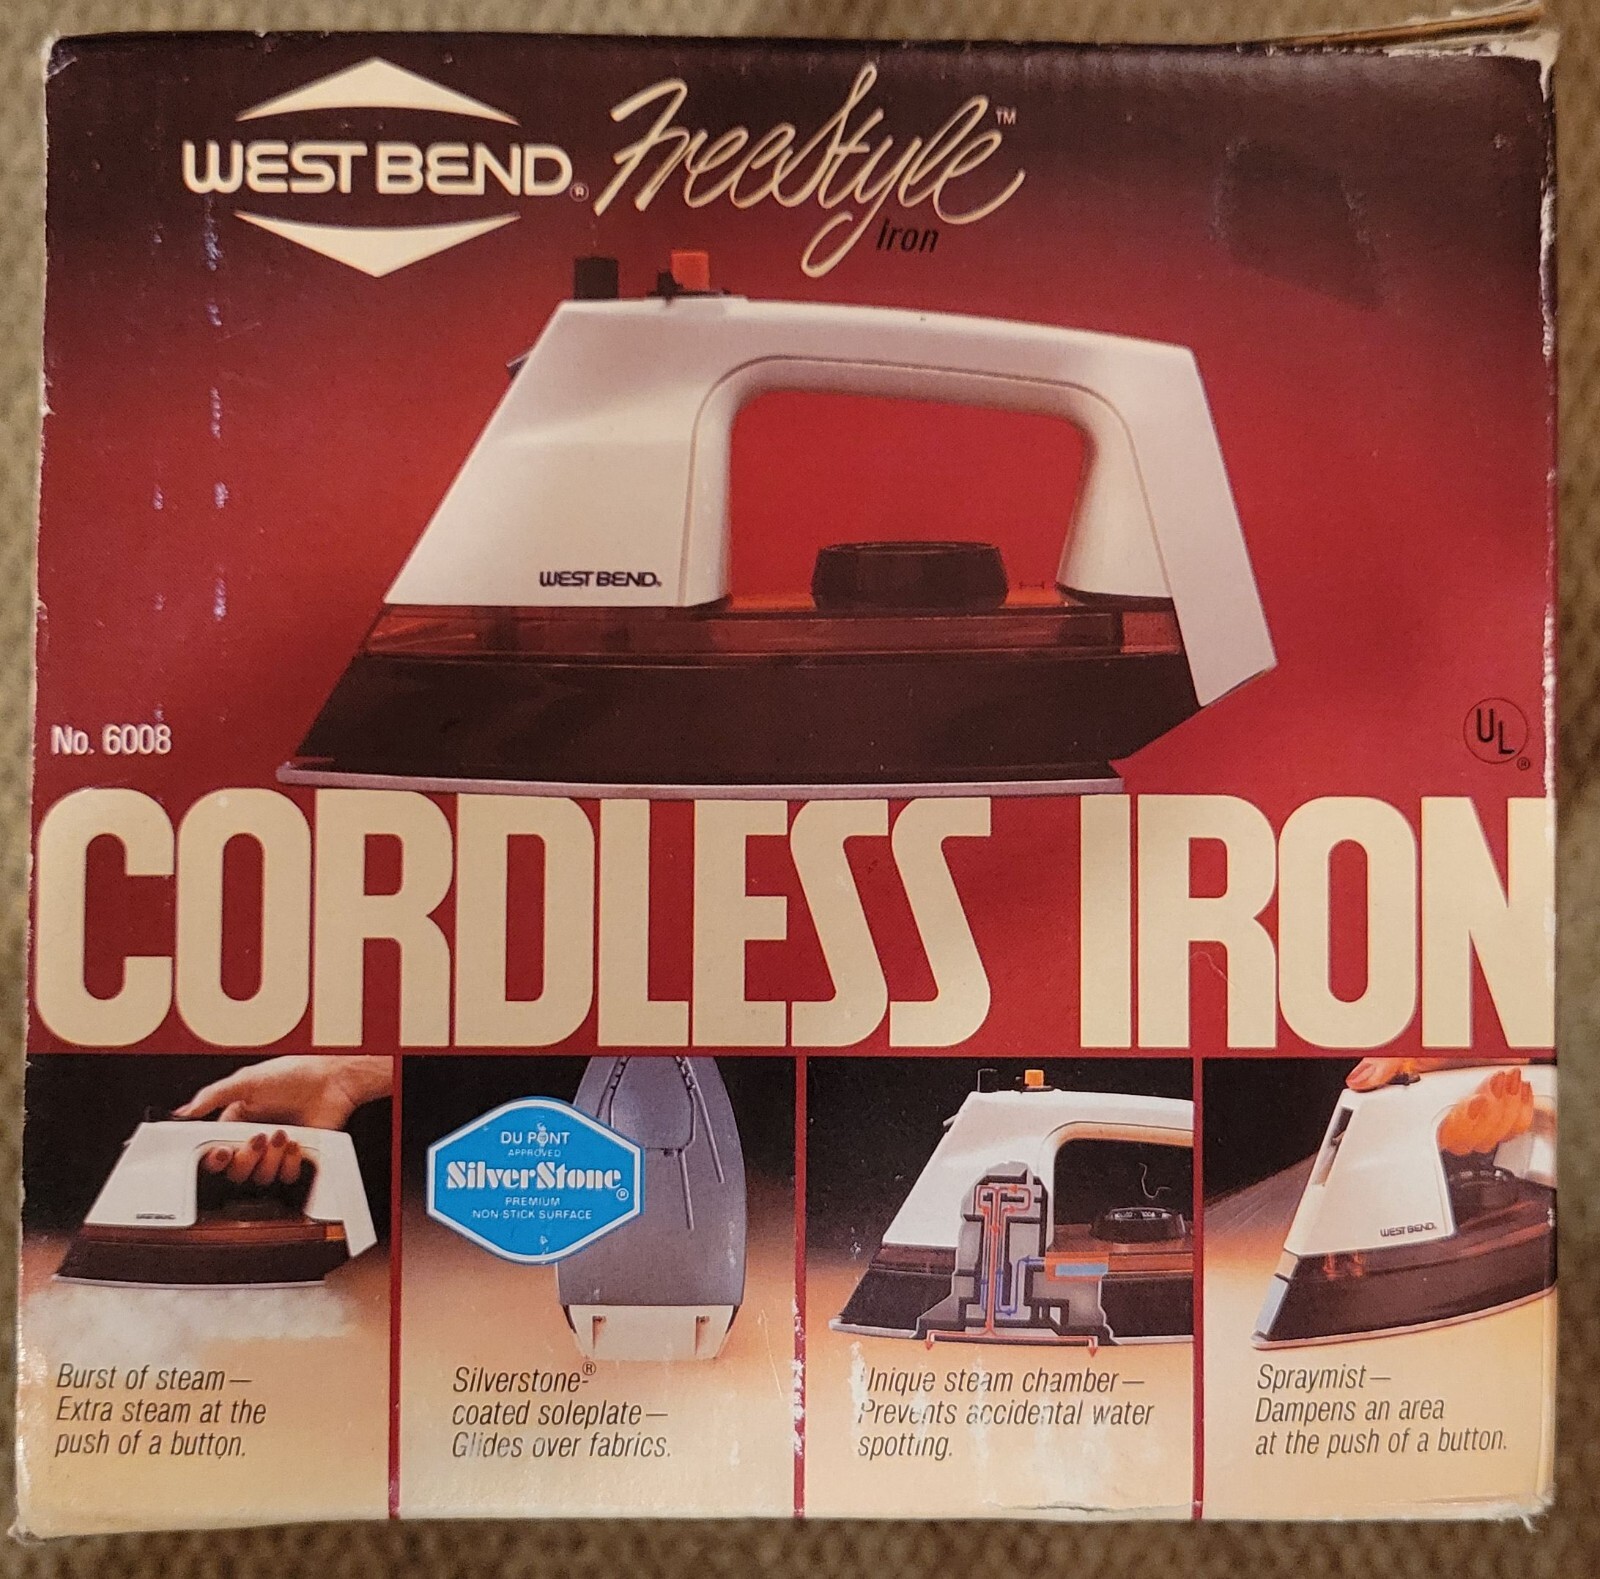 WEST BEND® FreeStyle™
Iron
WEST BEND®
No. 6008
UL®
CORDLESS IRON
DU PONT
APPROVED
SilverStone®
PREMIUM
NON-STICK SURFACE
WEST BEND
WEST BEND®
Burst of steam—
Extra steam at the
push of a button.
Silverstone®-
coated soleplate—
Glides over fabrics.
Unique steam chamber—
Prevents accidental water
spotting.
Spraymist—
Dampens an area
at the push of a button.